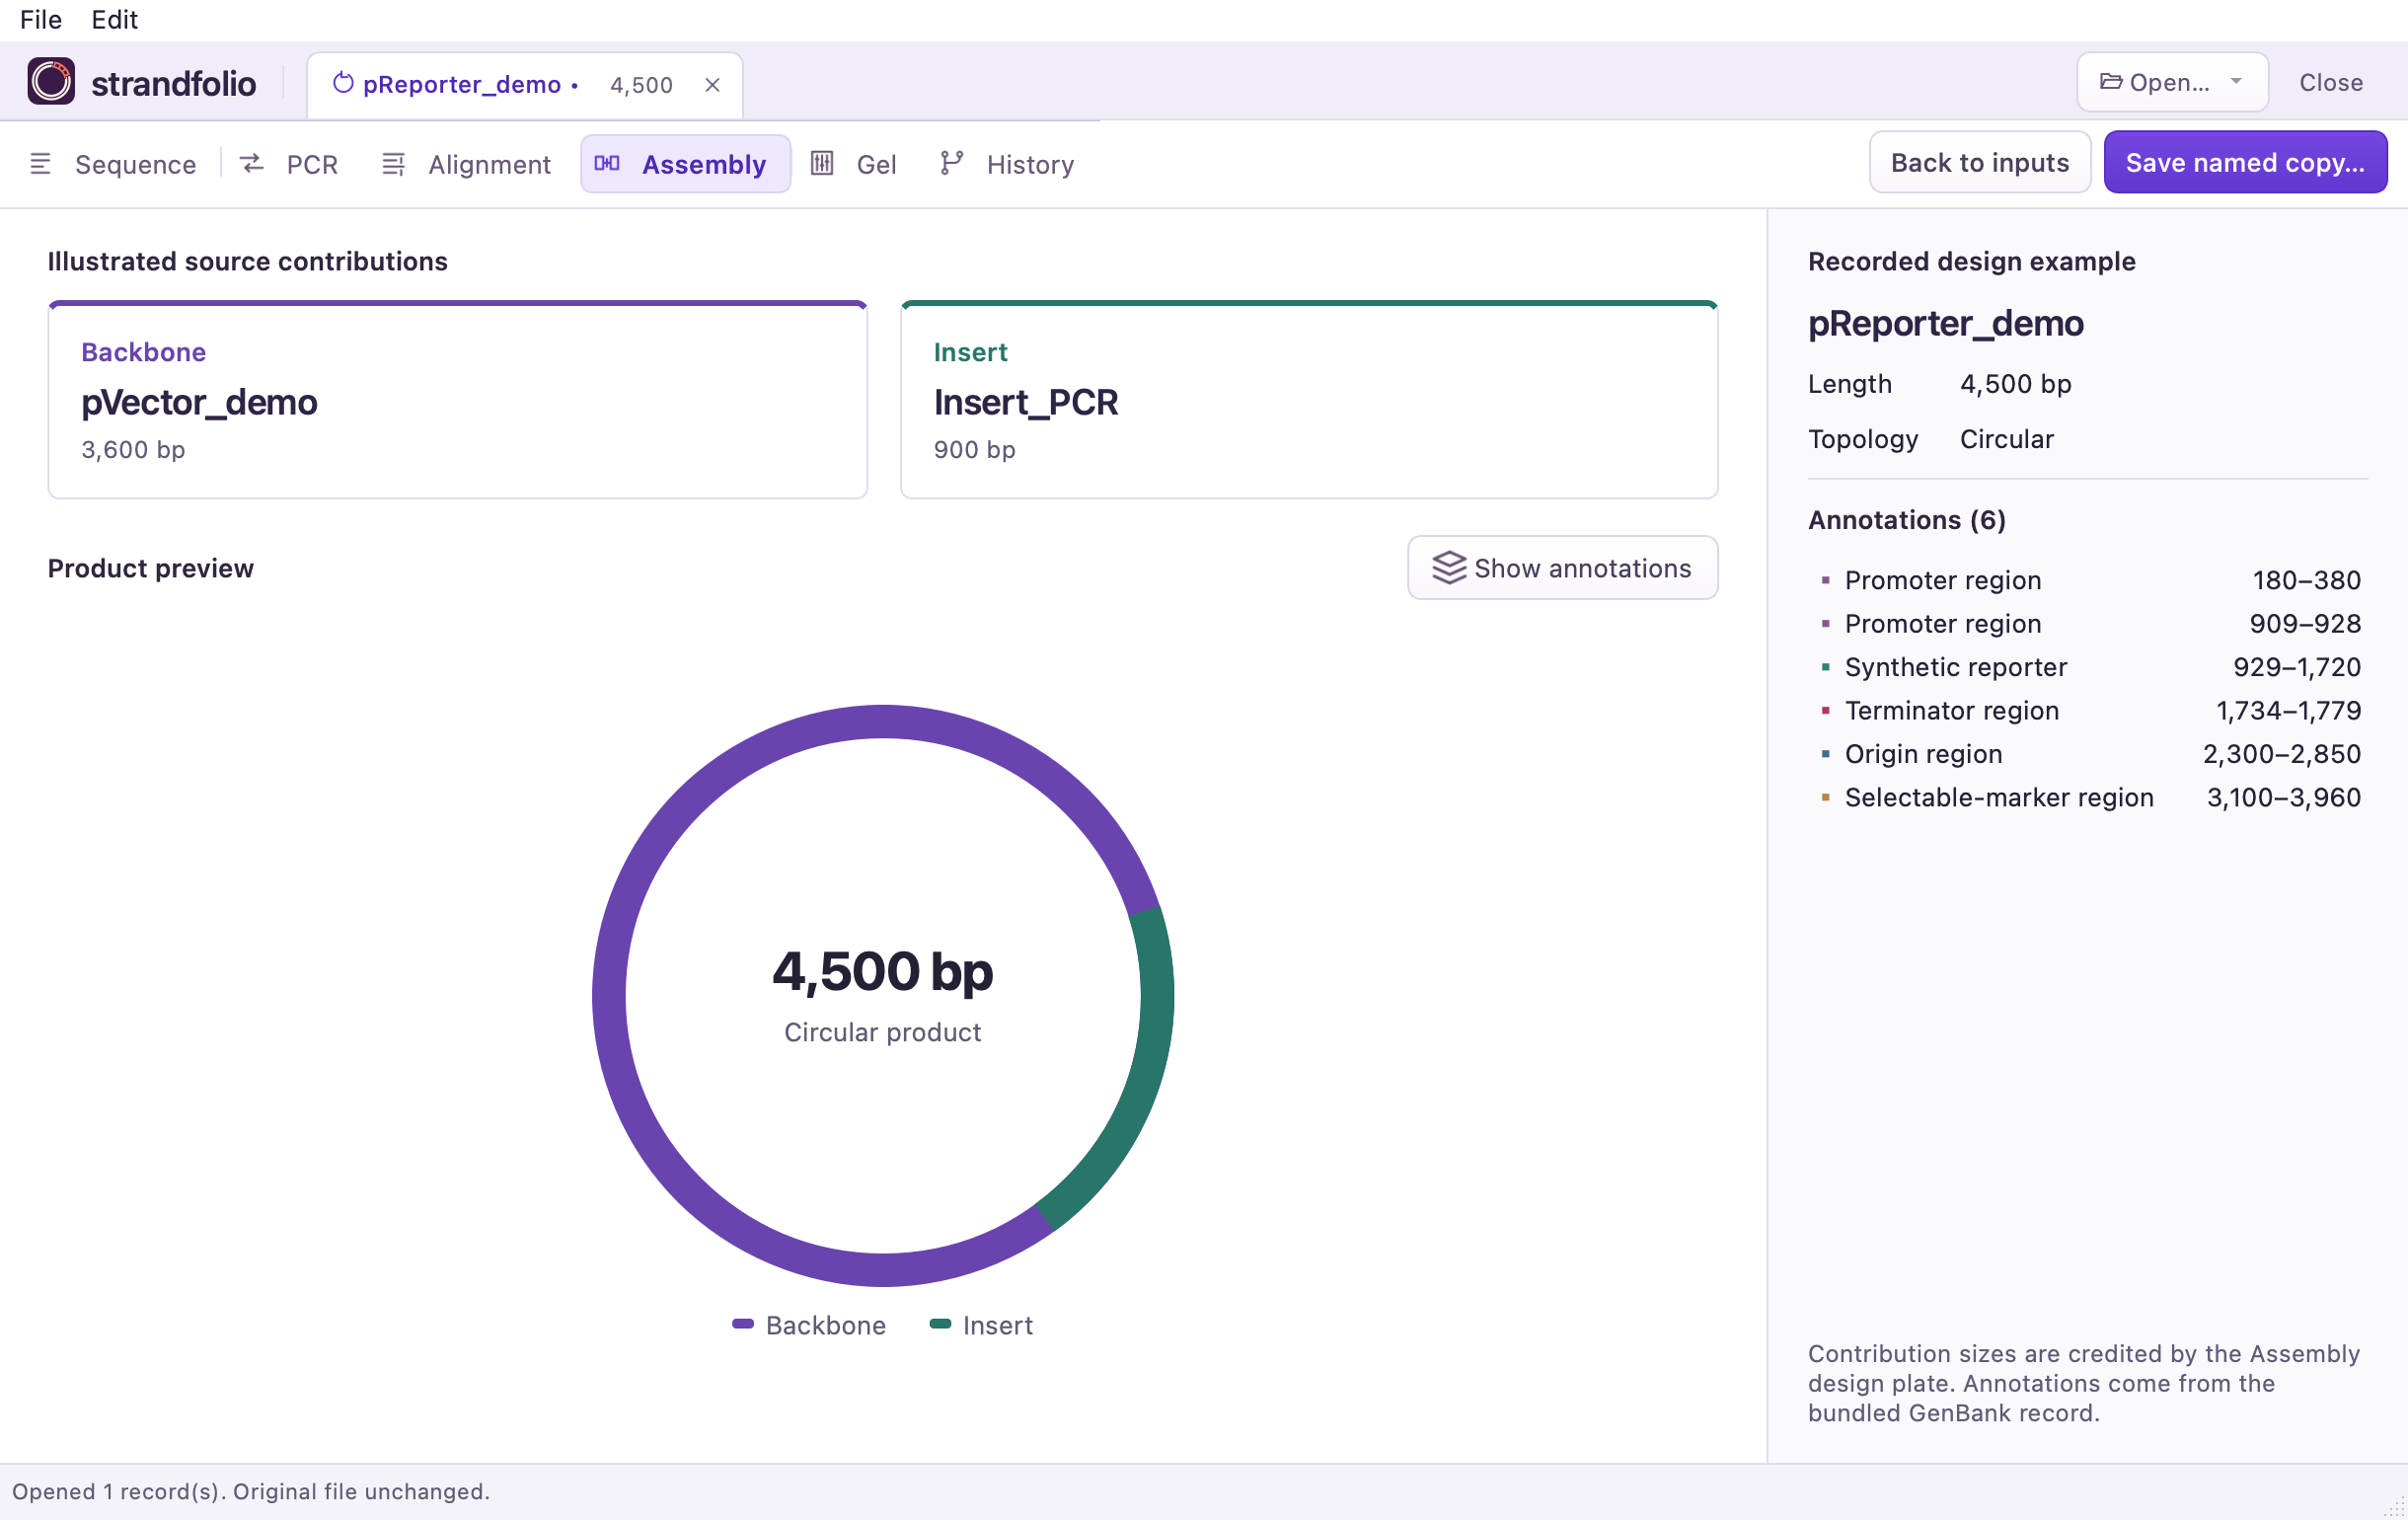 File Edit
strandfolio pReporter_demo • 4,500 × Open... Close
Sequence PCR Alignment Assembly Gel History Back to inputs Save named copy...
Illustrated source contributions
Backbone
pVector_demo
3,600 bp
Insert
Insert_PCR
900 bp
Product preview
Show annotations
4,500 bp
Circular product
Backbone Insert
Recorded design example
pReporter_demo
Length 4,500 bp
Topology Circular
Annotations (6)
Promoter region 180–380
Promoter region 909–928
Synthetic reporter 929–1,720
Terminator region 1,734–1,779
Origin region 2,300–2,850
Selectable-marker region 3,100–3,960
Contribution sizes are credited by the Assembly
design plate. Annotations come from the
bundled GenBank record.
Opened 1 record(s). Original file unchanged.